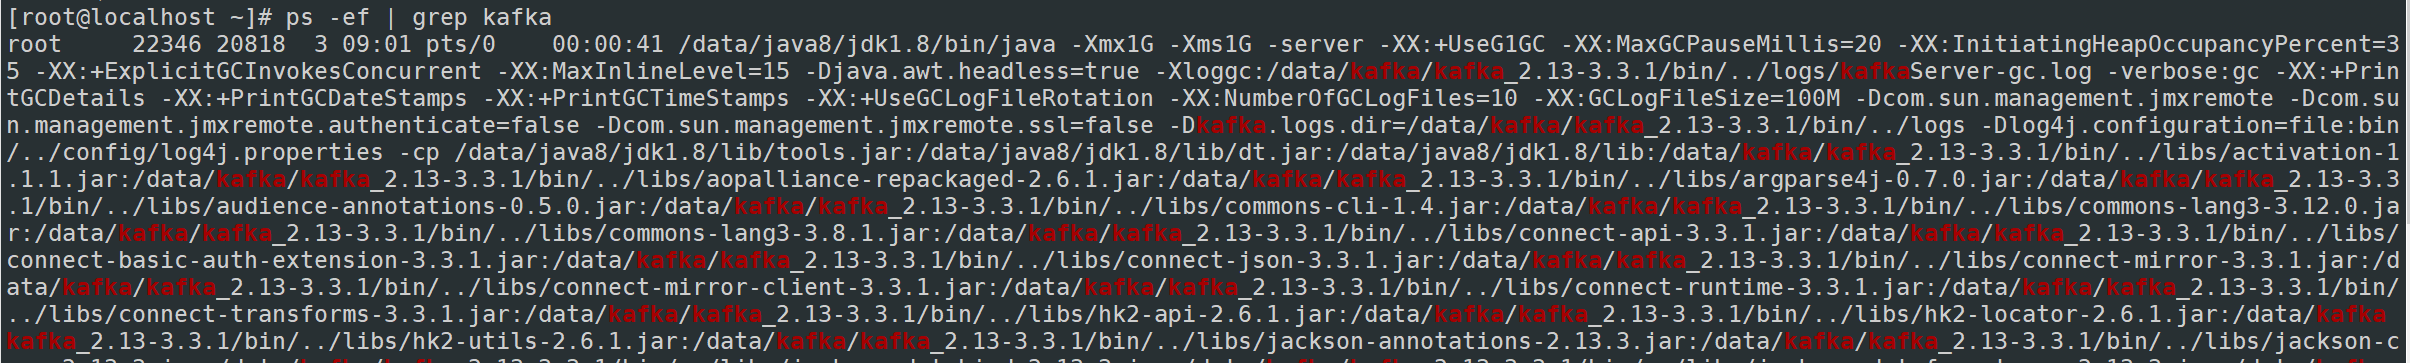 [root@localhost ~]# ps -ef | grep kafka
root     22346 20818  3 09:01 pts/0    00:00:41 /data/java8/jdk1.8/bin/java -Xmx1G -Xms1G -server -XX:+UseG1GC -XX:MaxGCPauseMillis=20 -XX:InitiatingHeapOccupancyPercent=3
5 -XX:+ExplicitGCInvokesConcurrent -XX:MaxInlineLevel=15 -Djava.awt.headless=true -Xloggc:/data/kafka/kafka_2.13-3.3.1/bin/../logs/kafkaServer-gc.log -verbose:gc -XX:+Prin
tGCDetails -XX:+PrintGCDateStamps -XX:+PrintGCTimeStamps -XX:+UseGCLogFileRotation -XX:NumberOfGCLogFiles=10 -XX:GCLogFileSize=100M -Dcom.sun.management.jmxremote -Dcom.su
n.management.jmxremote.authenticate=false -Dcom.sun.management.jmxremote.ssl=false -Dkafka.logs.dir=/data/kafka/kafka_2.13-3.3.1/bin/../logs -Dlog4j.configuration=file:bin
/../config/log4j.properties -cp /data/java8/jdk1.8/lib/tools.jar:/data/java8/jdk1.8/lib/dt.jar:/data/java8/jdk1.8/lib:/data/kafka/kafka_2.13-3.3.1/bin/../libs/activation-1
.1.1.jar:/data/kafka/kafka_2.13-3.3.1/bin/../libs/aopalliance-repackaged-2.6.1.jar:/data/kafka/kafka_2.13-3.3.1/bin/../libs/argparse4j-0.7.0.jar:/data/kafka/kafka_2.13-3.3
.1/bin/../libs/audience-annotations-0.5.0.jar:/data/kafka/kafka_2.13-3.3.1/bin/../libs/commons-cli-1.4.jar:/data/kafka/kafka_2.13-3.3.1/bin/../libs/commons-lang3-3.12.0.ja
r:/data/kafka/kafka_2.13-3.3.1/bin/../libs/commons-lang3-3.8.1.jar:/data/kafka/kafka_2.13-3.3.1/bin/../libs/connect-api-3.3.1.jar:/data/kafka/kafka_2.13-3.3.1/bin/../libs/
connect-basic-auth-extension-3.3.1.jar:/data/kafka/kafka_2.13-3.3.1/bin/../libs/connect-json-3.3.1.jar:/data/kafka/kafka_2.13-3.3.1/bin/../libs/connect-mirror-3.3.1.jar:/d
ata/kafka/kafka_2.13-3.3.1/bin/../libs/connect-mirror-client-3.3.1.jar:/data/kafka/kafka_2.13-3.3.1/bin/../libs/connect-runtime-3.3.1.jar:/data/kafka/kafka_2.13-3.3.1/bin/
../libs/connect-transforms-3.3.1.jar:/data/kafka/kafka_2.13-3.3.1/bin/../libs/hk2-api-2.6.1.jar:/data/kafka/kafka_2.13-3.3.1/bin/../libs/hk2-locator-2.6.1.jar:/data/kafka
kafka_2.13-3.3.1/bin/../libs/hk2-utils-2.6.1.jar:/data/kafka/kafka_2.13-3.3.1/bin/../libs/jackson-annotations-2.13.3.jar:/data/kafka/kafka_2.13-3.3.1/bin/../libs/jackson-c